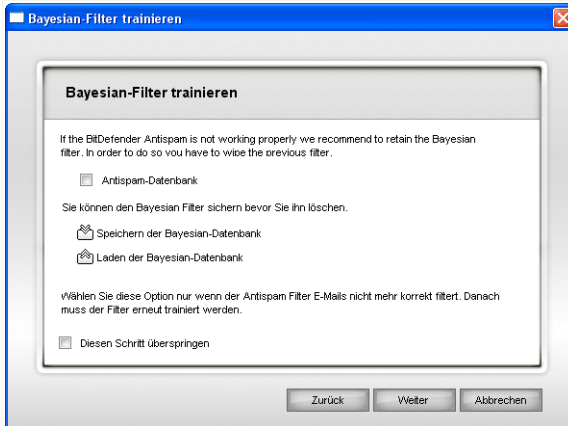 Bayesian-Filter trainieren
Bayesian-Filter trainieren
If the BitDefender Antispam is not working properly we recommend to retain the Bayesian
filter. In order to do so you have to wipe the previous filter.
Antispam-Datenbank
Sie können den Bayesian Filter sichern bevor Sie ihn löschen.
Speichern der Bayesian-Datenbank
Laden der Bayesian-Datenbank
Wählen Sie diese Option nur wenn der Antispam Filter E-Mails nicht mehr korrekt filtert. Danach
muss der Filter erneut trainiert werden.
Diesen Schritt überspringen
Zurück Weiter Abbrechen